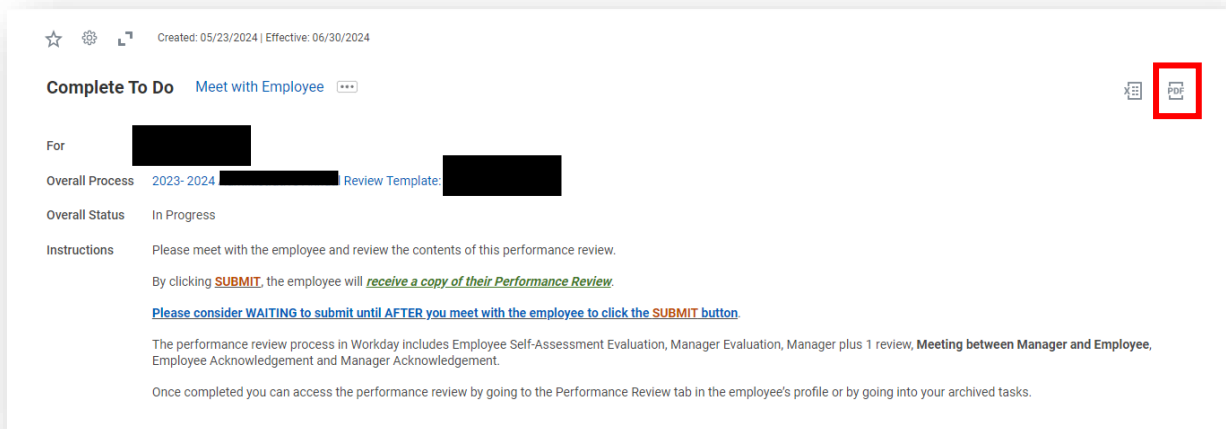 Created: 05/23/2024 | Effective: 06/30/2024
Complete To Do Meet with Employee
PDF
For
Overall Process 2023- 2024 Review Template:
Overall Status In Progress
Instructions Please meet with the employee and review the contents of this performance review.
By clicking SUBMIT, the employee will receive a copy of their Performance Review.
Please consider WAITING to submit until AFTER you meet with the employee to click the SUBMIT button.
The performance review process in Workday includes Employee Self-Assessment Evaluation, Manager Evaluation, Manager plus 1 review, Meeting between Manager and Employee,
Employee Acknowledgement and Manager Acknowledgement.
Once completed you can access the performance review by going to the Performance Review tab in the employee's profile or by going into your archived tasks.